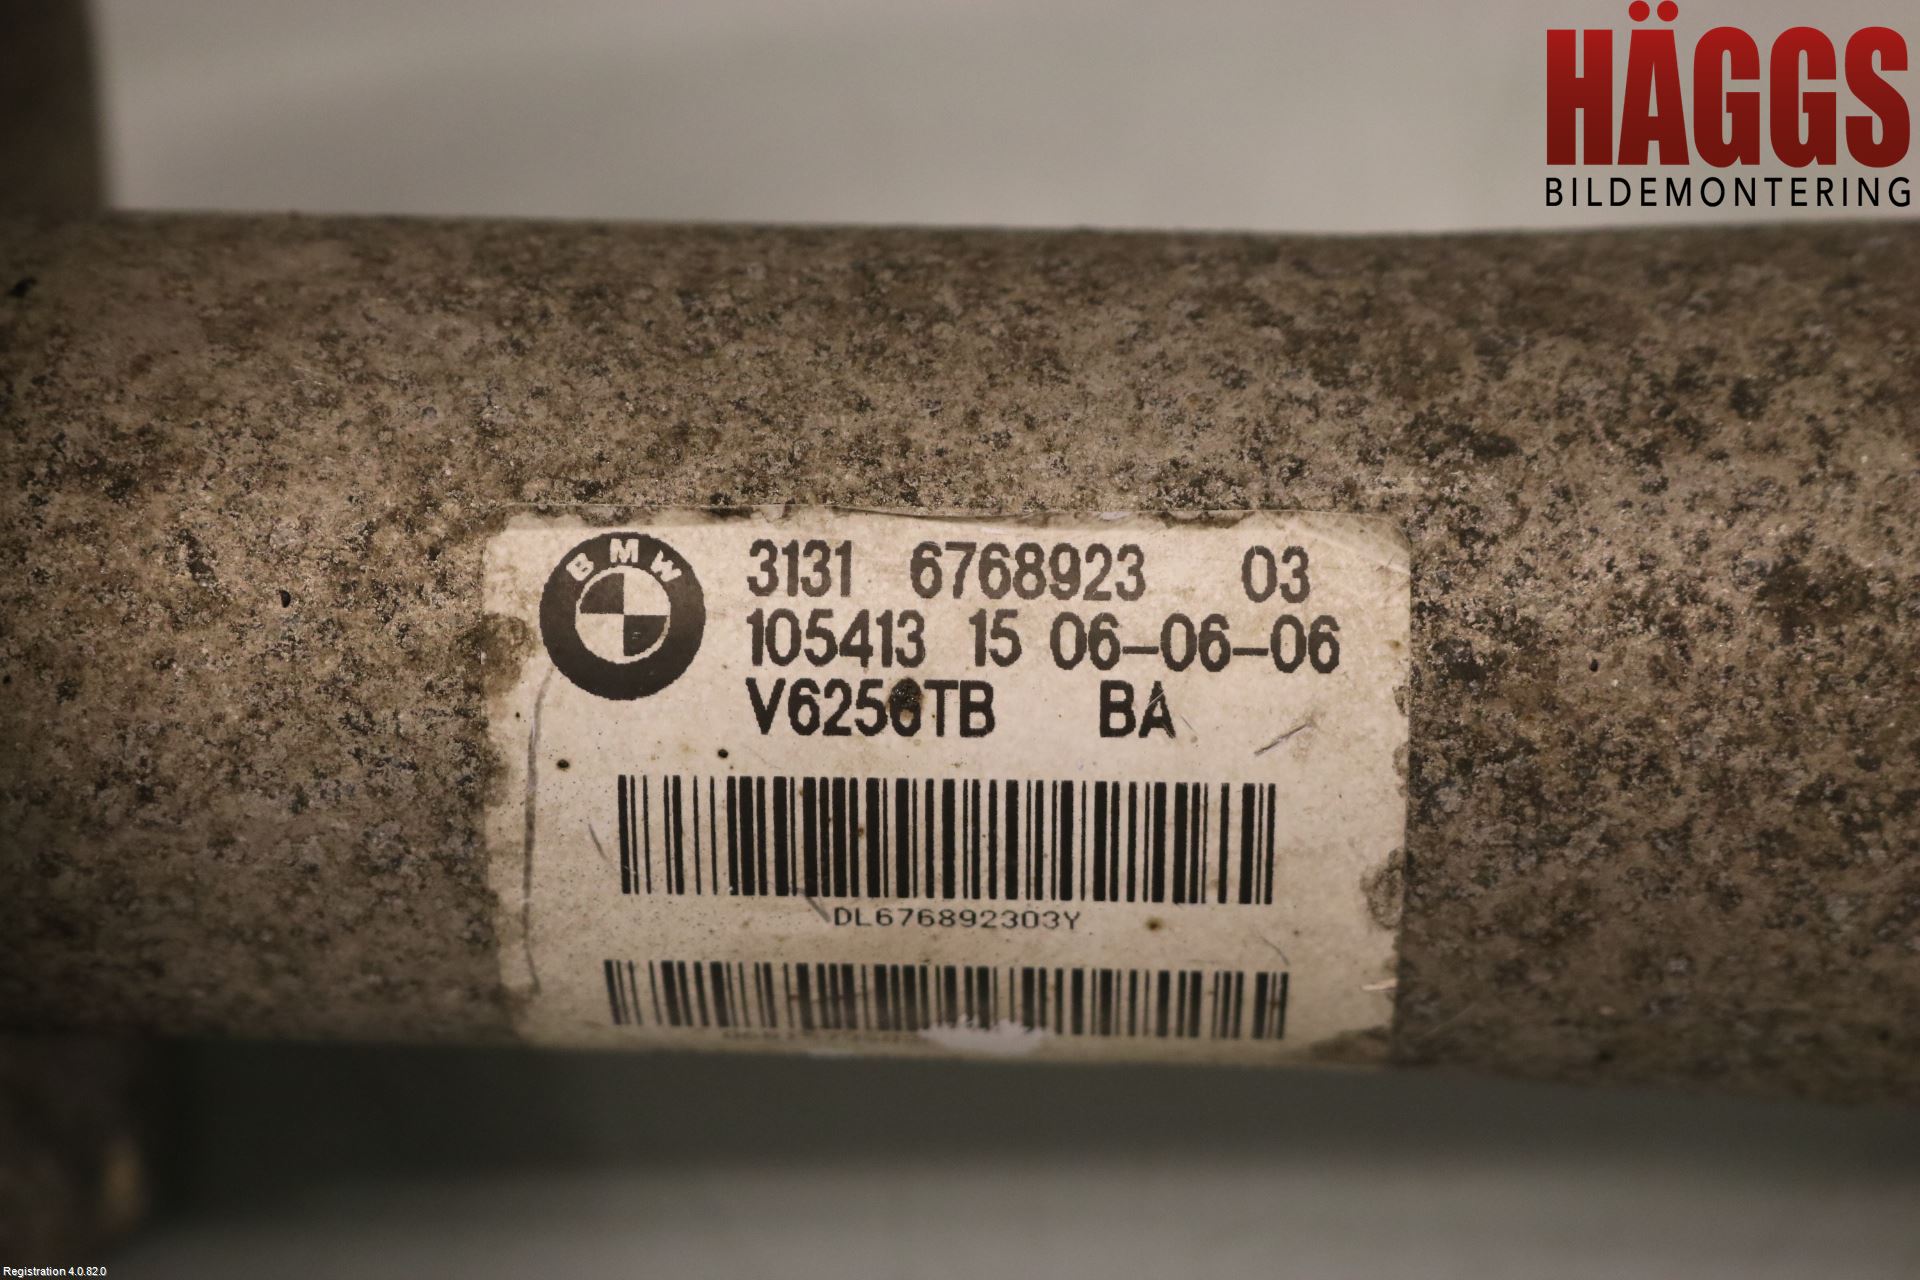 HÄGGS
BILDEMONTERING
BMW
3131 6768923 03
105413 15 06-06-06
V6256TB BA
DL676892303Y
Registration 4.0.82.0